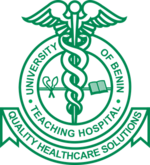 UNIVERSITY OF BENIN
TEACHING HOSPITAL
QUALITY HEALTHCARE SOLUTIONS